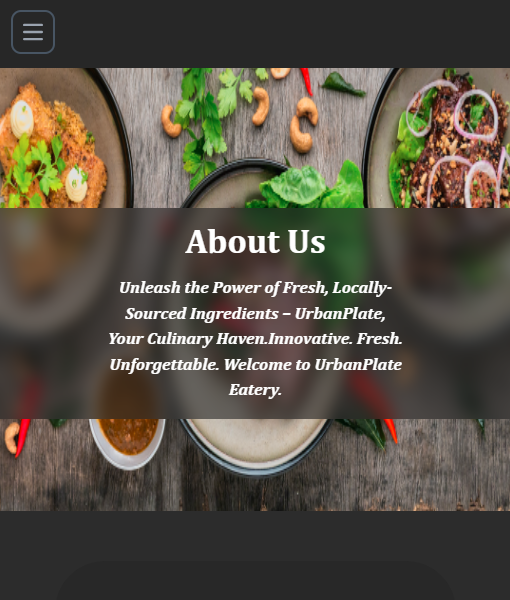 About Us
Unleash the Power of Fresh, Locally-
Sourced Ingredients – UrbanPlate,
Your Culinary Haven.Innovative. Fresh.
Unforgettable. Welcome to UrbanPlate
Eatery.